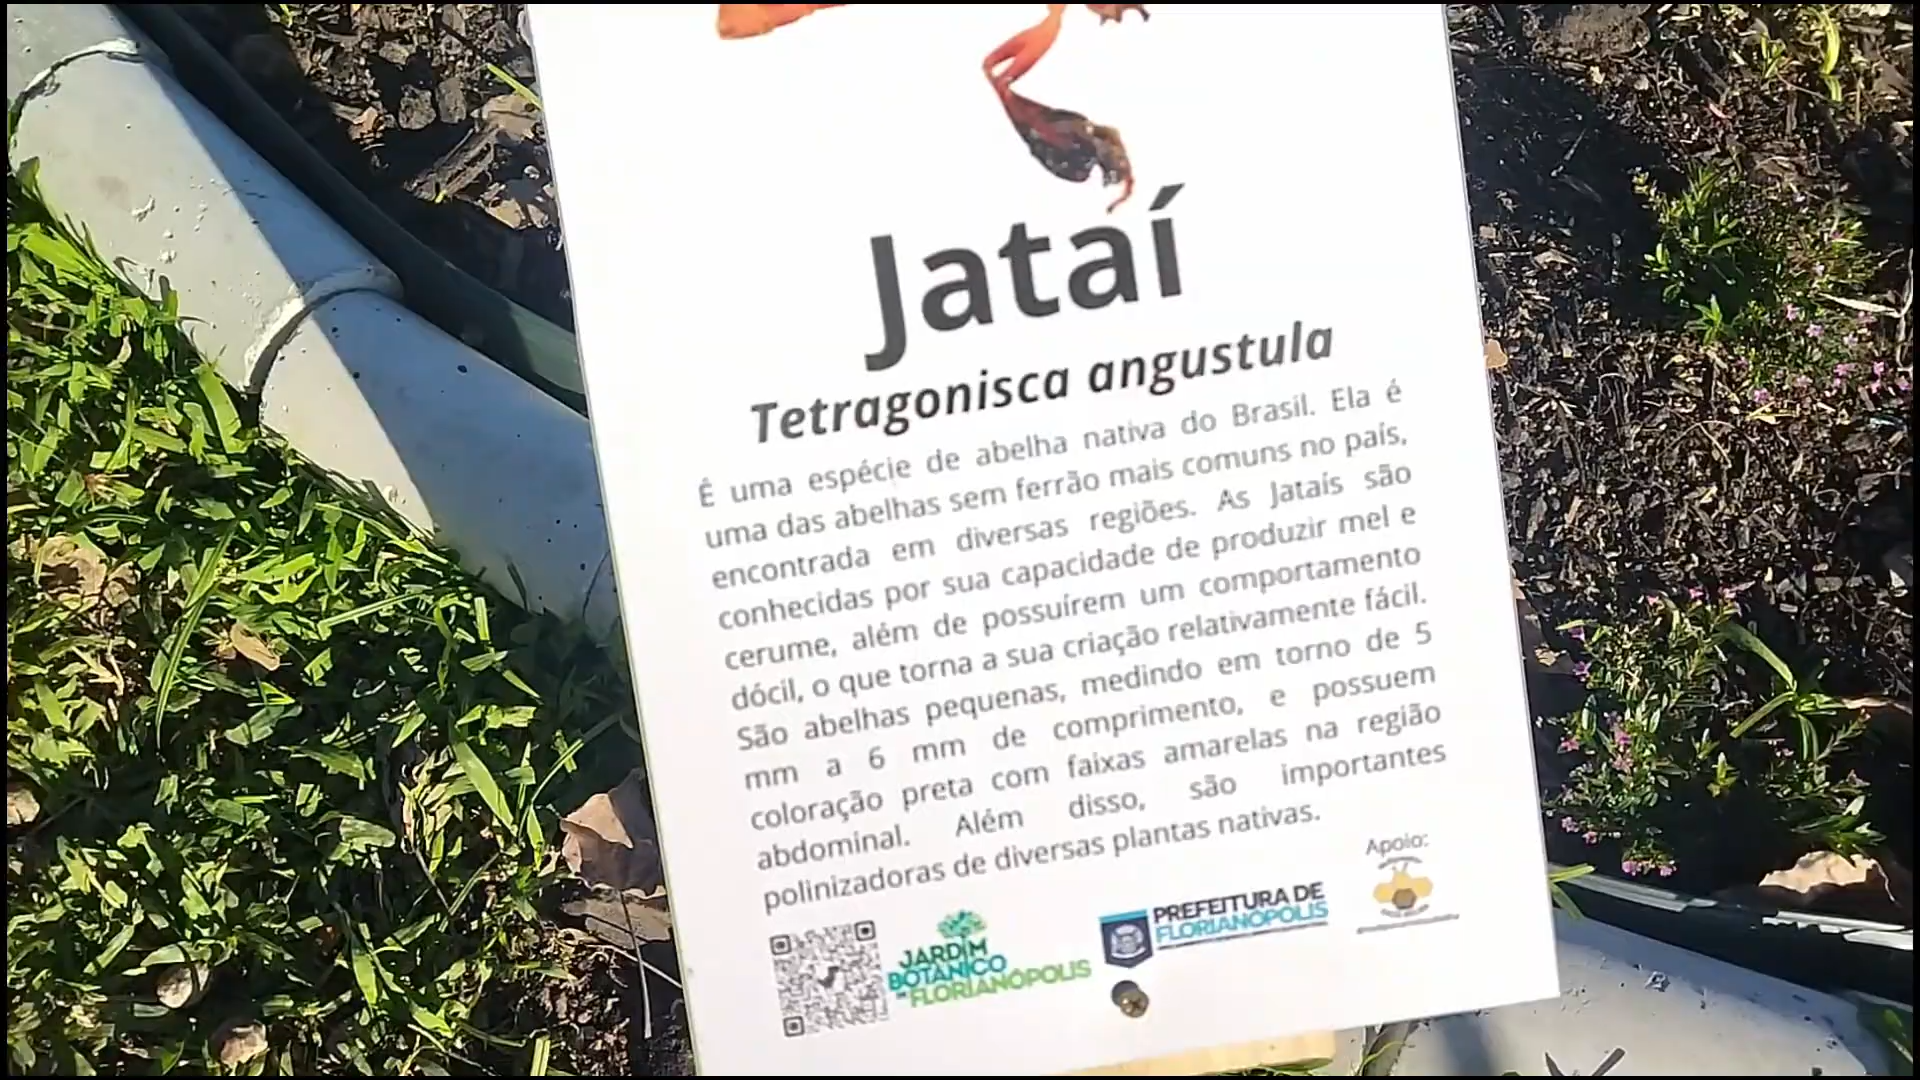 Jataí
Tetragonisca angustula
É uma espécie de abelha nativa do Brasil. Ela é
uma das abelhas sem ferrão mais comuns no país,
encontrada em diversas regiões. As Jataís são
conhecidas por sua capacidade de produzir mel e
cerume, além de possuírem um comportamento
dócil, o que torna a sua criação relativamente fácil.
São abelhas pequenas, medindo em torno de 5
mm a 6 mm de comprimento, e possuem
coloração preta com faixas amarelas na região
abdominal. Além disso, são importantes
polinizadoras de diversas plantas nativas.
Apoio:
JARDIM
BOTÂNICO
DE FLORIANÓPOLIS
PREFEITURA DE
FLORIANÓPOLIS